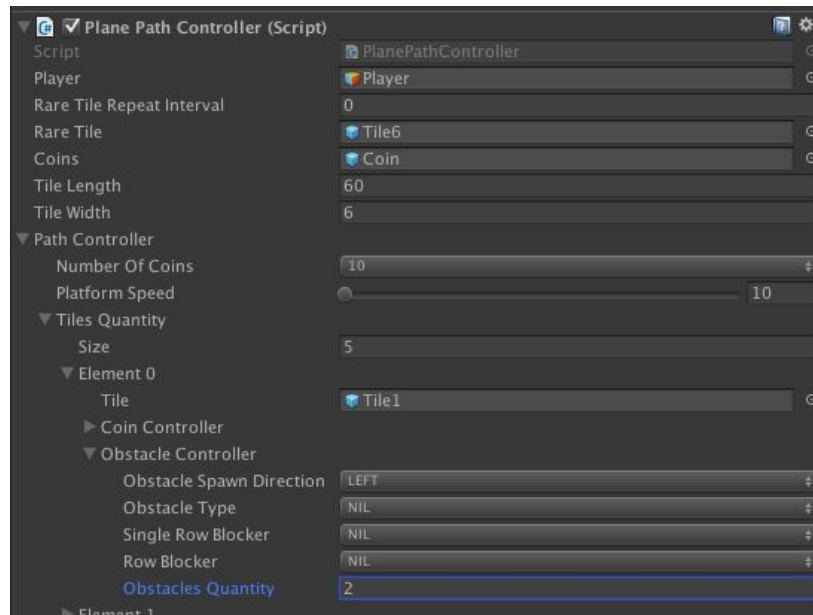 Plane Path Controller (Script)
Script PlanePathController
Player Player
Rare Tile Repeat Interval 0
Rare Tile Tile6
Coins Coin
Tile Length 60
Tile Width 6
Path Controller
Number Of Coins 10
Platform Speed 10
Tiles Quantity
Size 5
Element 0
Tile Tile1
Coin Controller
Obstacle Controller
Obstacle Spawn Direction LEFT
Obstacle Type NIL
Single Row Blocker NIL
Row Blocker NIL
Obstacles Quantity 2
Element 1